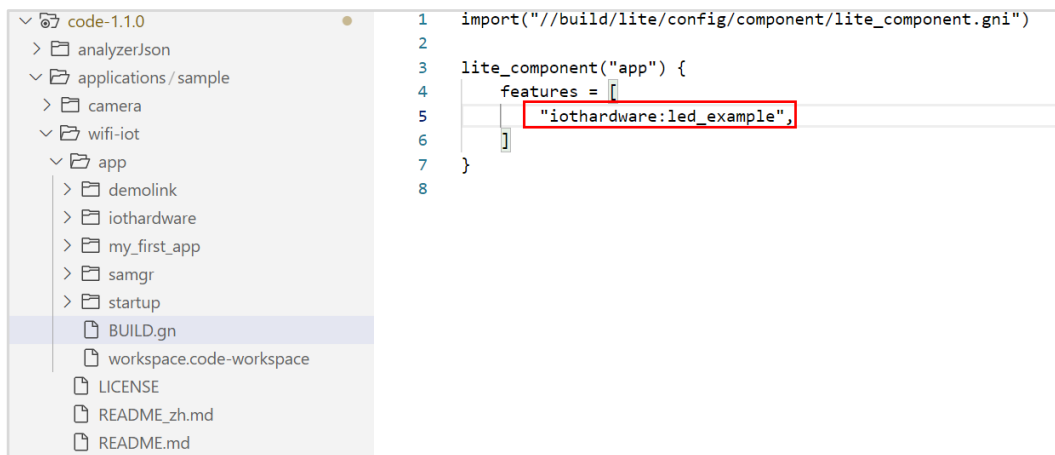 code-1.1.0
analyzerJson
applications / sample
camera
wifi-iot
app
demolink
iothardware
my_first_app
samgr
startup
BUILD.gn
workspace.code-workspace
LICENSE
README_zh.md
README.md
1 import("//build/lite/config/component/lite_component.gni")
2
3 lite_component("app") {
4     features = [
5         "iothardware:led_example",
6     ]
7 }
8